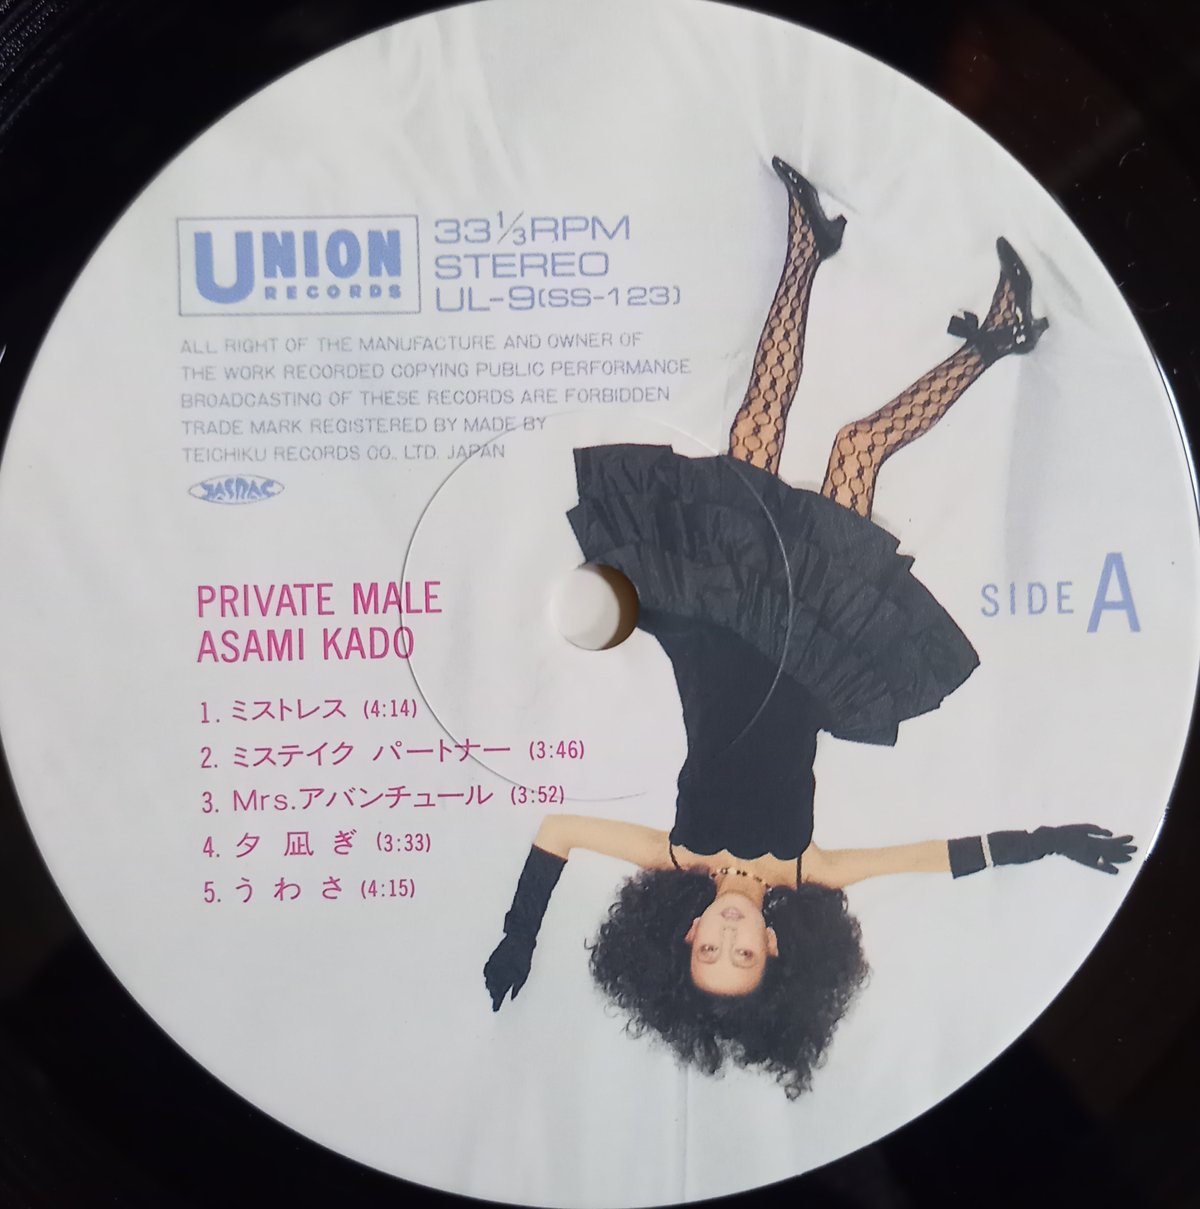 UNION
RECORDS
33 1/3 RPM
STEREO
UL-9(SS-123)
ALL RIGHT OF THE MANUFACTURE AND OWNER OF
THE WORK RECORDED COPYING PUBLIC PERFORMANCE
BROADCASTING OF THESE RECORDS ARE FORBIDDEN
TRADE MARK REGISTERED BY MADE BY
TEICHIKU RECORDS CO., LTD. JAPAN
JASRAC
PRIVATE MALE
ASAMI KADO
SIDE A
1. ミストレス (4:14)
2. ミステイク パートナー (3:46)
3. Mrs.アバンチュール (3:52)
4. 夕凪ぎ (3:33)
5. うわさ (4:15)